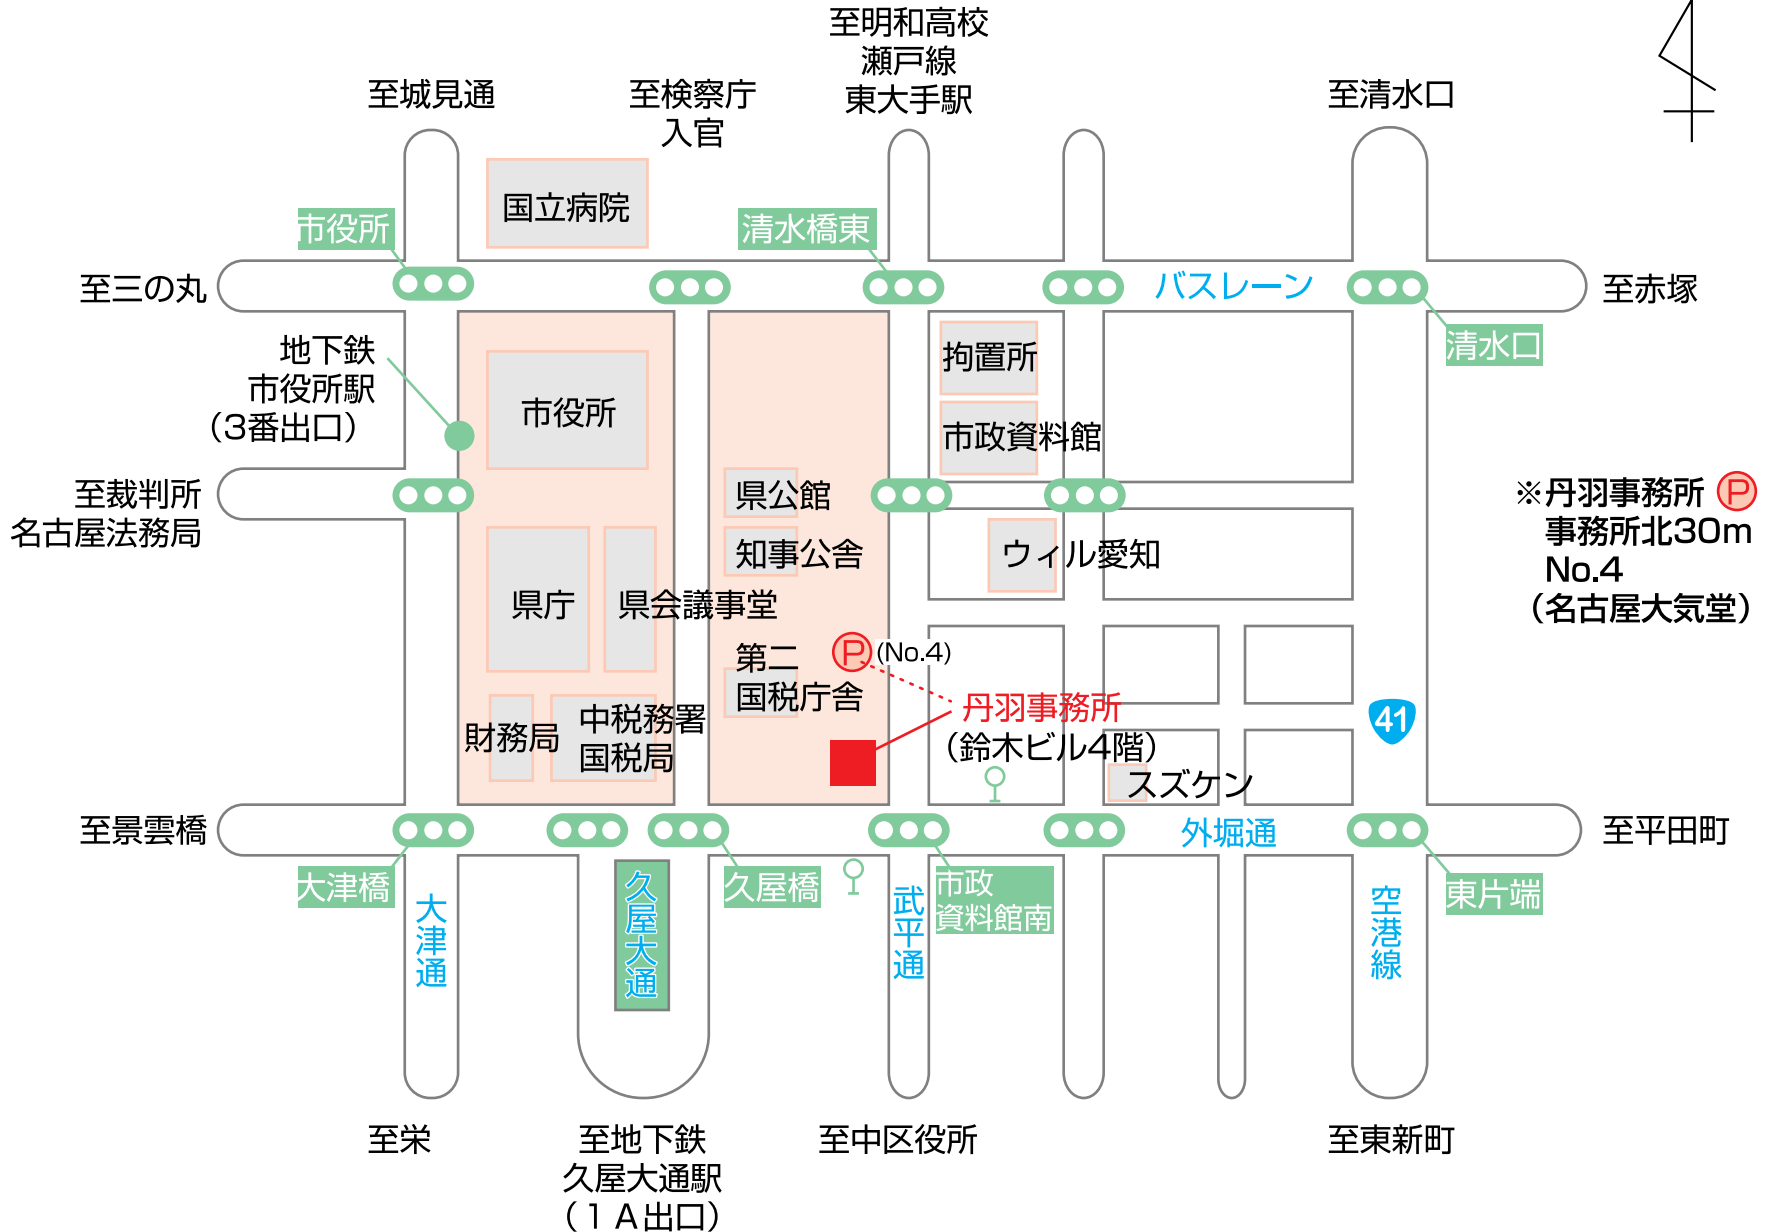 至明和高校
瀬戸線
東大手駅
至城見通
至検察庁
入官
至清水口
国立病院
市役所
清水橋東
至三の丸
バスレーン
至赤塚
清水口
地下鉄
市役所駅
（3番出口）
市役所
拘置所
市政資料館
至裁判所
名古屋法務局
県公館
知事公舎
ウィル愛知
※丹羽事務所 P
事務所北30m
No.4
（名古屋大気堂）
県庁
県会議事堂
第二
国税庁舎
P (No.4)
丹羽事務所
（鈴木ビル4階）
41
財務局
中税務署
国税局
スズケン
至景雲橋
外堀通
至平田町
大津橋
久屋橋
市政
資料館南
東片端
大津通
久屋大通
武平通
空港線
至栄
至地下鉄
久屋大通駅
（１Ａ出口）
至中区役所
至東新町